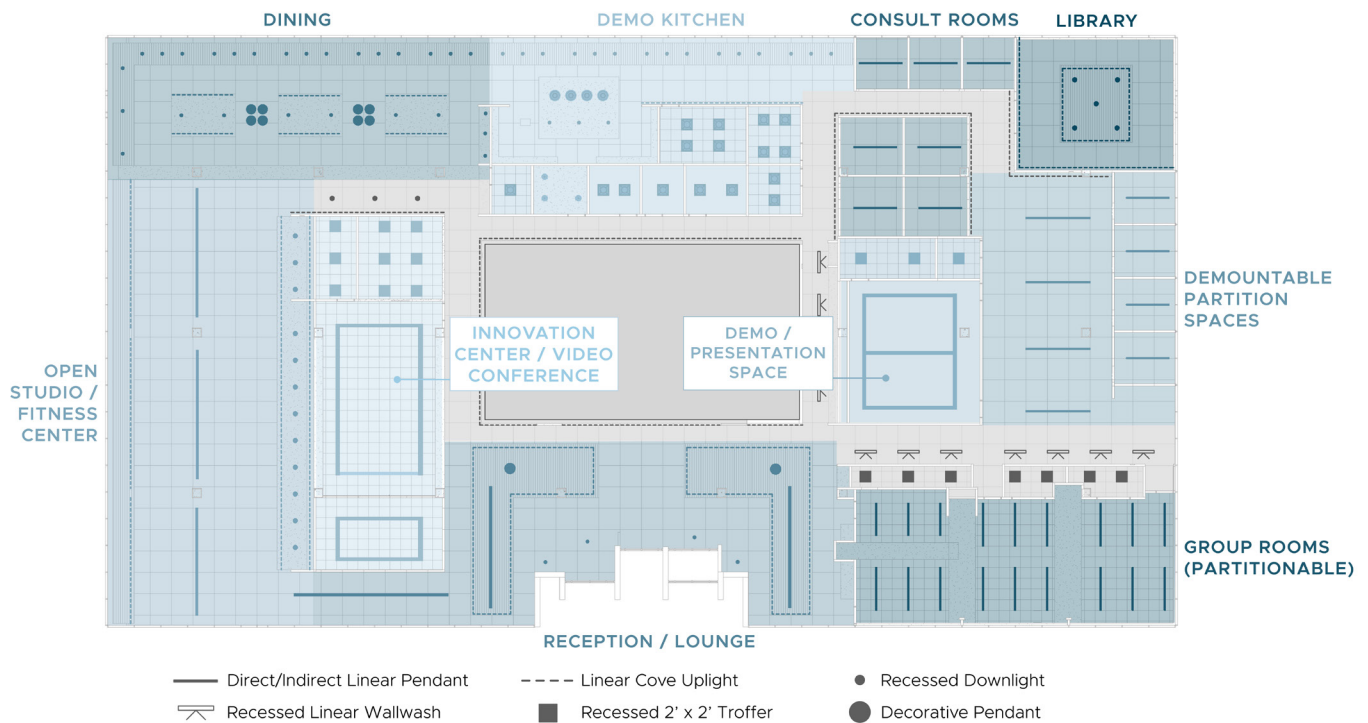 DINING
DEMO KITCHEN
CONSULT ROOMS
LIBRARY
INNOVATION
CENTER / VIDEO
CONFERENCE
DEMO /
PRESENTATION
SPACE
DEMOUNTABLE
PARTITION
SPACES
OPEN
STUDIO /
FITNESS
CENTER
GROUP ROOMS
(PARTITIONABLE)
RECEPTION / LOUNGE
Direct/Indirect Linear Pendant
Linear Cove Uplight
Recessed Downlight
Recessed Linear Wallwash
Recessed 2' x 2' Troffer
Decorative Pendant